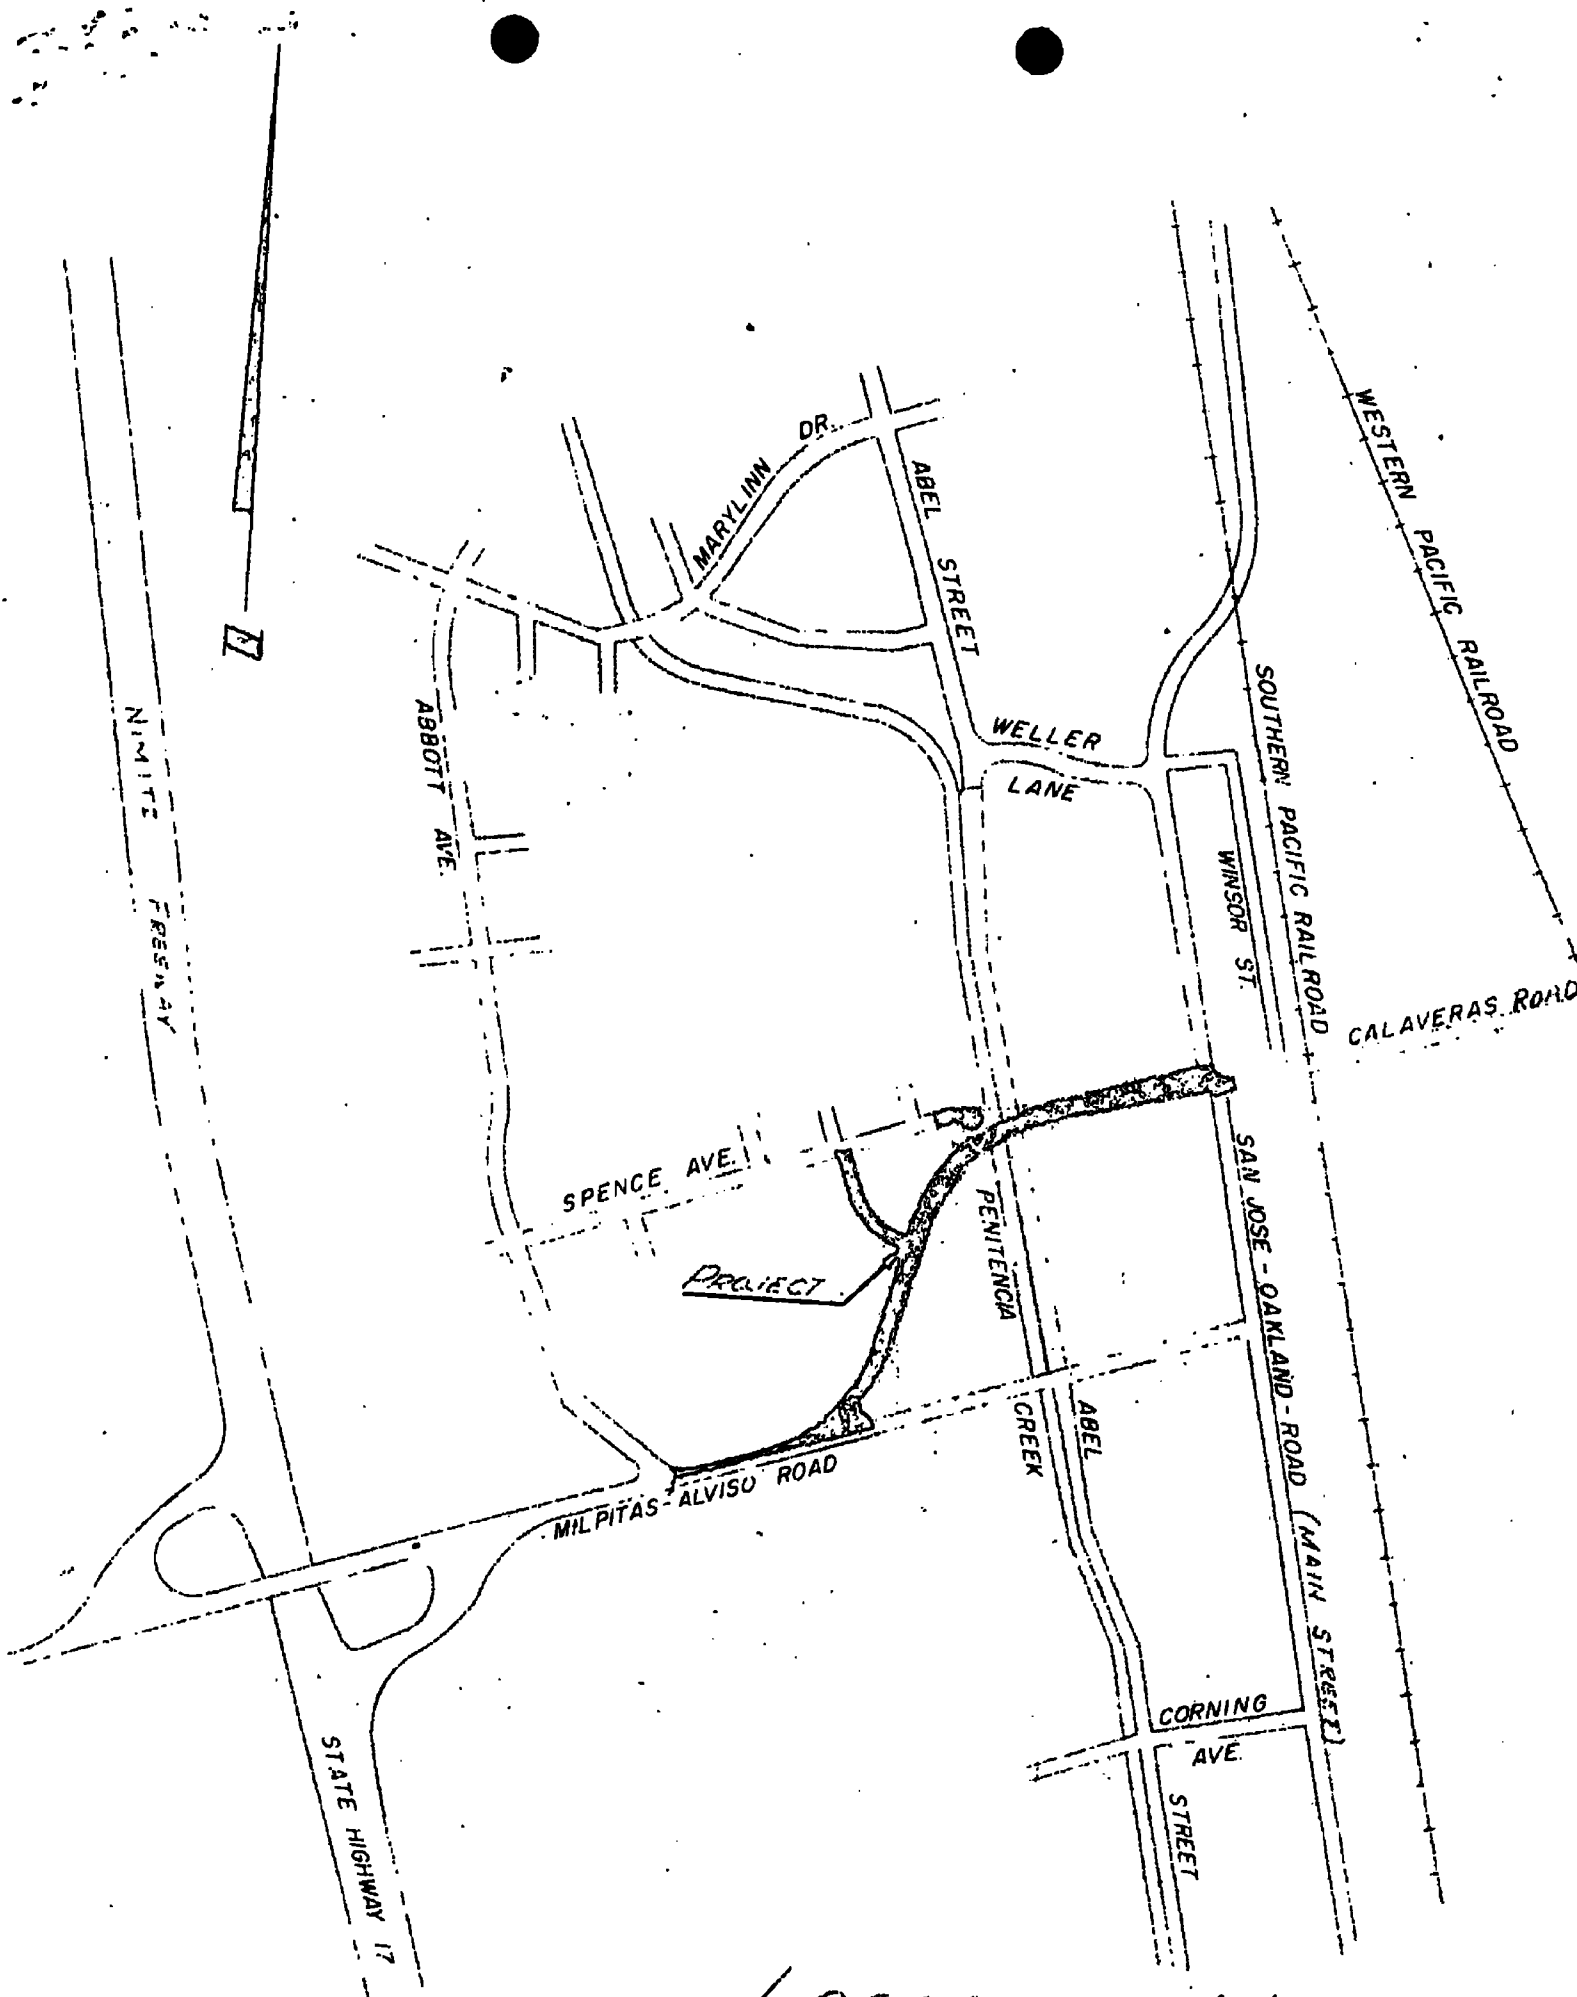 N
DR.
MARYLINN
ABEL
STREET
WESTERN PACIFIC RAILROAD
NIMITZ FREEWAY
ABBOTT AVE.
WELLER
LANE
SOUTHERN PACIFIC RAILROAD
WINSOR ST.
CALAVERAS ROAD
SPENCE AVE.
PROJECT
PENITENCIA
CREEK
SAN JOSE - OAKLAND - ROAD (MAIN STREET)
ABEL
MILPITAS - ALVISO ROAD
CORNING
AVE.
STREET
STATE HIGHWAY 17